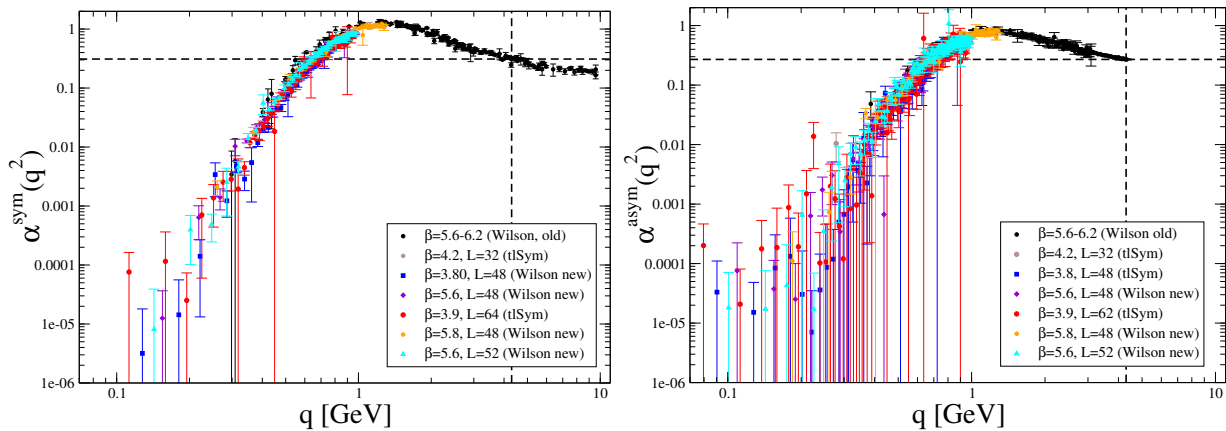 1
0.1
0.01
0.001
0.0001
1e-05
1e-06
α^sym(q²)
0.1
1
10
q [GeV]
β=5.6-6.2 (Wilson, old)
β=4.2, L=32 (tlSym)
β=3.80, L=48 (Wilson new)
β=5.6, L=48 (Wilson new)
β=3.9, L=64 (tlSym)
β=5.8, L=48 (Wilson new)
β=5.6, L=52 (Wilson new)
1
0.1
0.01
0.001
0.0001
1e-05
1e-06
α^asym(q²)
0.1
1
10
q [GeV]
β=5.6-6.2 (Wilson old)
β=4.2, L=32 (tlSym)
β=3.8, L=48 (tlSym)
β=5.6, L=48 (Wilson new)
β=3.9, L=62 (tlSym)
β=5.8, L=48 (Wilson new)
β=5.6, L=52 (Wilson new)